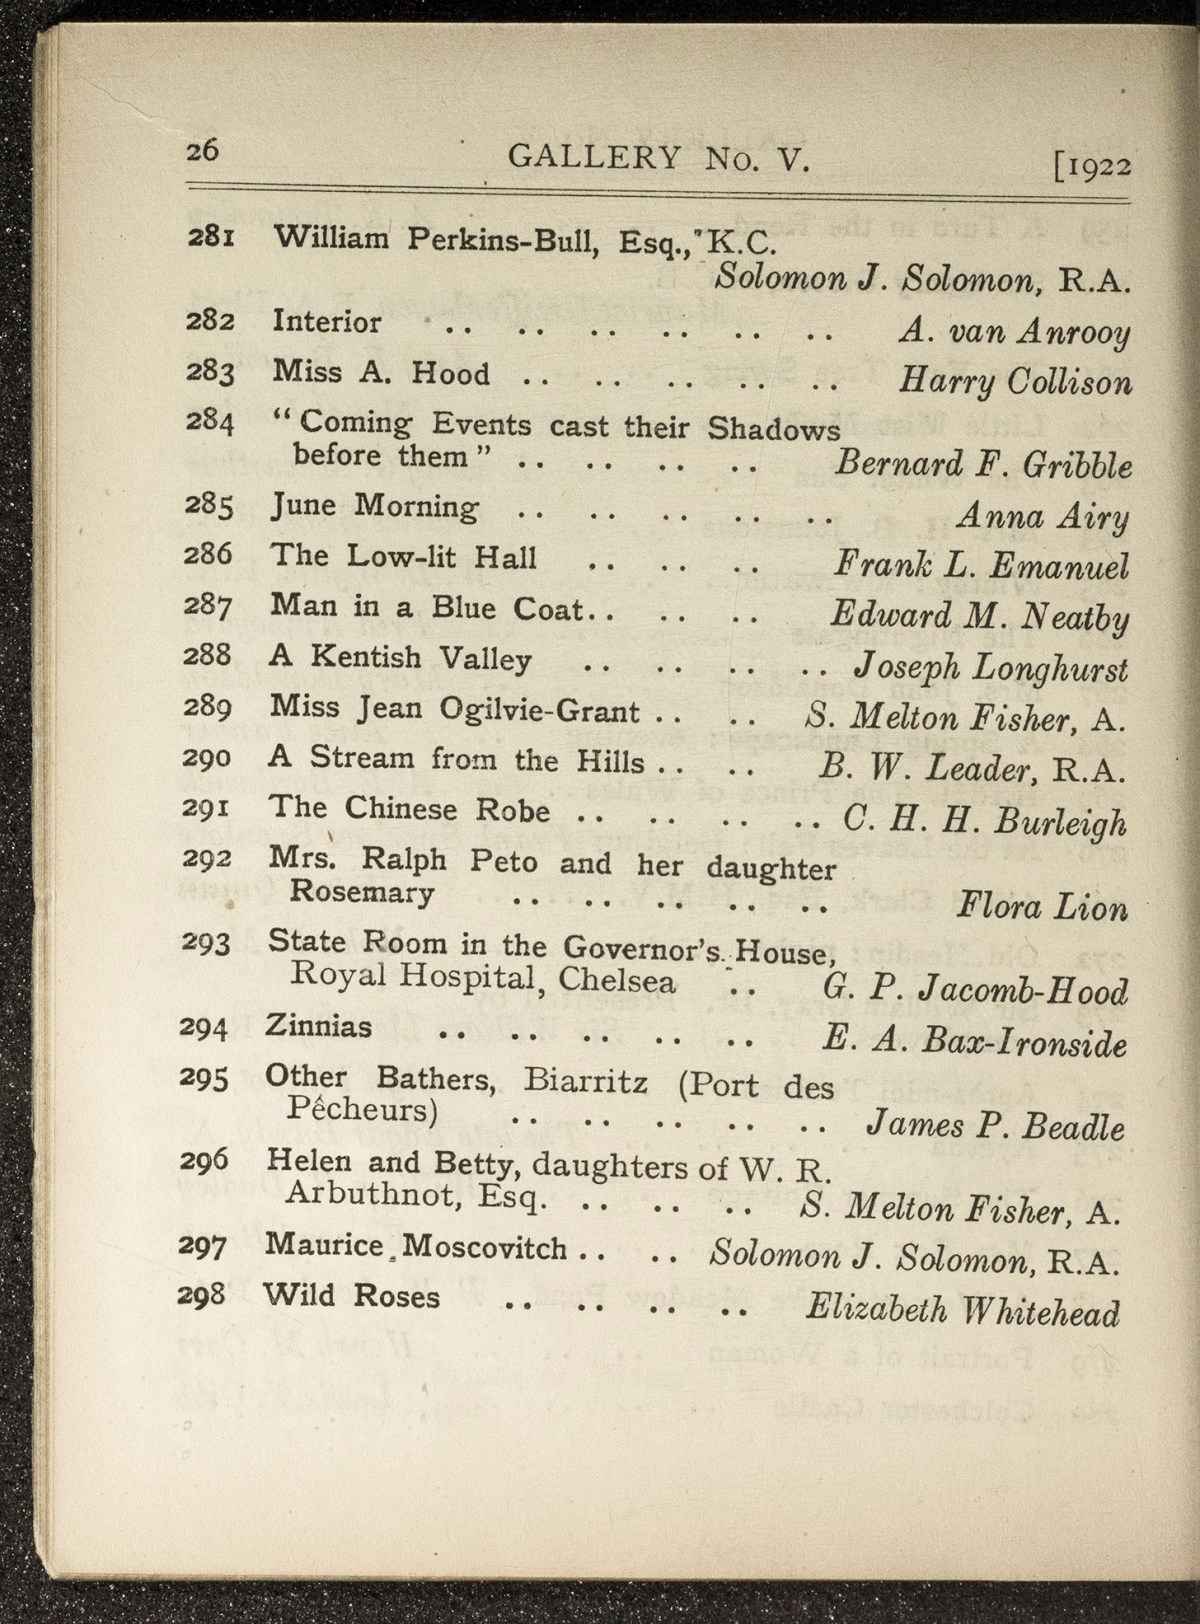 26 GALLERY No. V. [1922
281 William Perkins-Bull, Esq., K.C.
Solomon J. Solomon, R.A.
282 Interior .. .. .. .. .. .. A. van Anrooy
283 Miss A. Hood .. .. .. .. .. Harry Collison
284 “Coming Events cast their Shadows
before them” .. .. .. .. Bernard F. Gribble
285 June Morning .. .. .. .. .. Anna Airy
286 The Low-lit Hall .. .. .. Frank L. Emanuel
287 Man in a Blue Coat.. .. .. Edward M. Neatby
288 A Kentish Valley .. .. .. .. Joseph Longhurst
289 Miss Jean Ogilvie-Grant .. .. S. Melton Fisher, A.
290 A Stream from the Hills .. .. B. W. Leader, R.A.
291 The Chinese Robe .. .. .. .. C. H. H. Burleigh
292 Mrs. Ralph Peto and her daughter
Rosemary .. .. .. .. .. Flora Lion
293 State Room in the Governor's House,
Royal Hospital, Chelsea .. G. P. Jacomb-Hood
294 Zinnias .. .. .. .. .. E. A. Bax-Ironside
295 Other Bathers, Biarritz (Port des
Pêcheurs) .. .. .. .. .. James P. Beadle
296 Helen and Betty, daughters of W. R.
Arbuthnot, Esq. .. .. .. S. Melton Fisher, A.
297 Maurice Moscovitch .. .. Solomon J. Solomon, R.A.
298 Wild Roses .. .. .. .. Elizabeth Whitehead